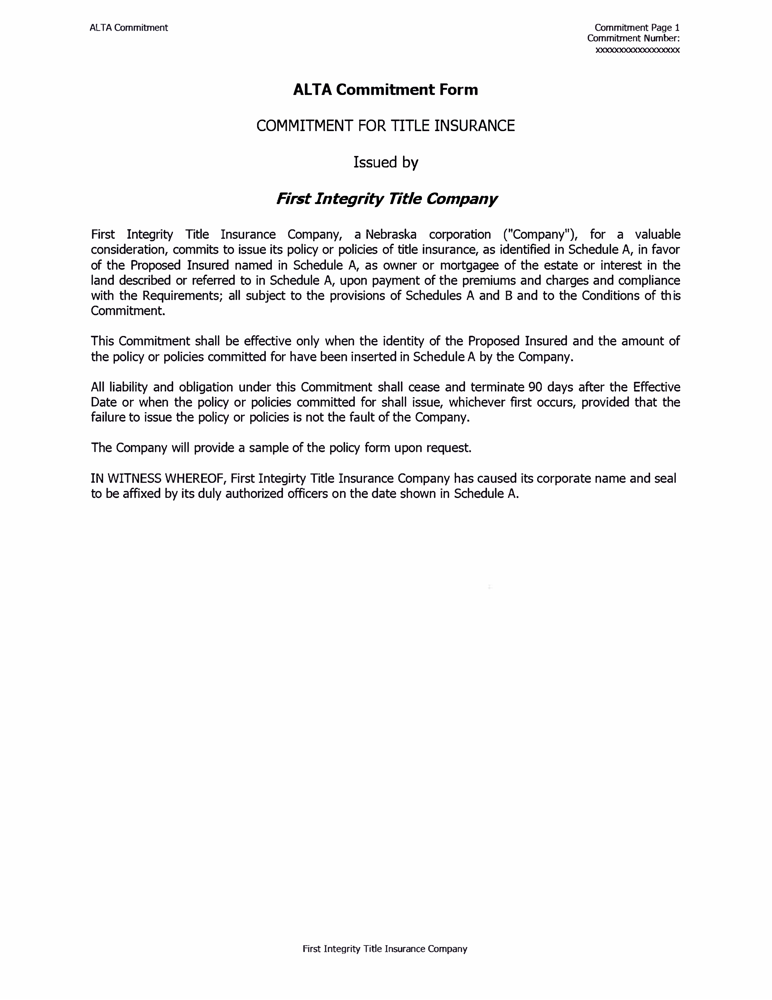 ALTA Commitment
Commitment Page 1
Commitment Number:
xxxxxxxxxxxxxxxxxx
ALTA Commitment Form
COMMITMENT FOR TITLE INSURANCE
Issued by
First Integrity Title Company
First Integrity Title Insurance Company, a Nebraska corporation ("Company"), for a valuable
consideration, commits to issue its policy or policies of title insurance, as identified in Schedule A, in favor
of the Proposed Insured named in Schedule A, as owner or mortgagee of the estate or interest in the
land described or referred to in Schedule A, upon payment of the premiums and charges and compliance
with the Requirements; all subject to the provisions of Schedules A and B and to the Conditions of this
Commitment.
This Commitment shall be effective only when the identity of the Proposed Insured and the amount of
the policy or policies committed for have been inserted in Schedule A by the Company.
All liability and obligation under this Commitment shall cease and terminate 90 days after the Effective
Date or when the policy or policies committed for shall issue, whichever first occurs, provided that the
failure to issue the policy or policies is not the fault of the Company.
The Company will provide a sample of the policy form upon request.
IN WITNESS WHEREOF, First Integirty Title Insurance Company has caused its corporate name and seal
to be affixed by its duly authorized officers on the date shown in Schedule A.
First Integrity Title Insurance Company